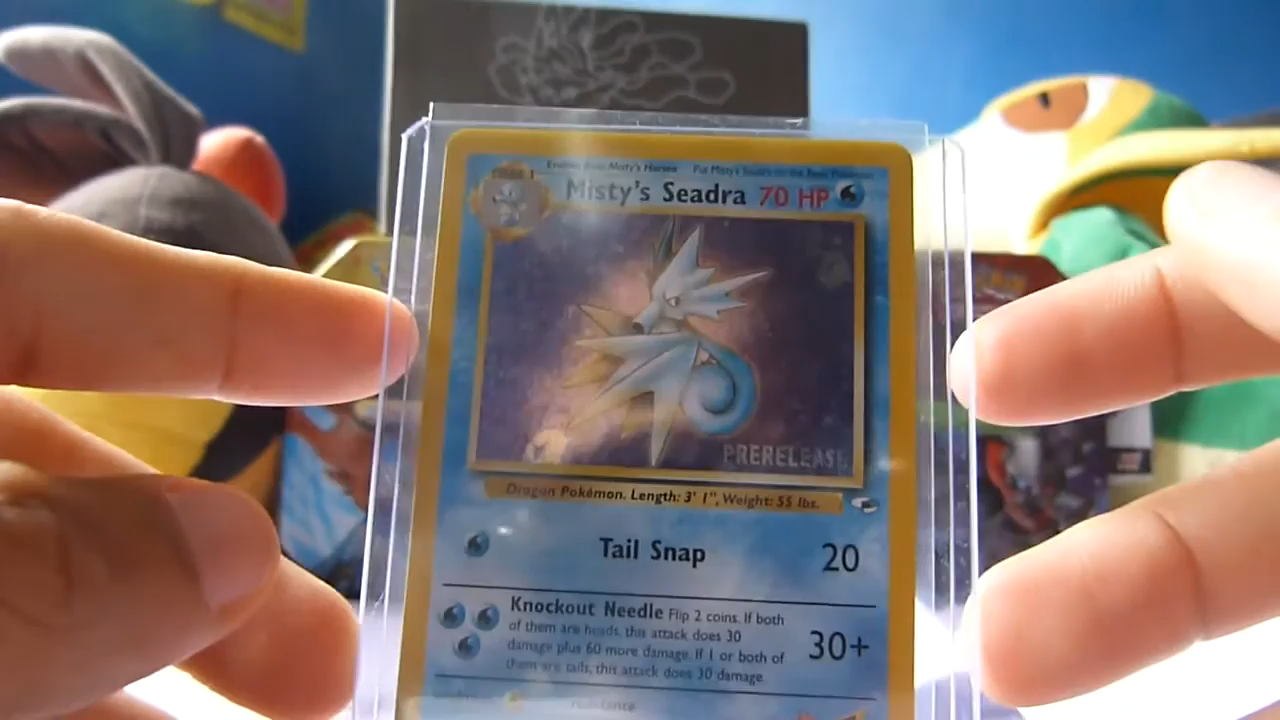 STAGE 1
Evolves from Misty's Horsea Put Misty's Seadra on the Basic Pokémon
Misty's Seadra 70 HP
PRERELEASE
Dragon Pokémon. Length: 3' 1", Weight: 55 lbs.
Tail Snap 20
Knockout Needle Flip 2 coins. If both
of them are heads, this attack does 30
damage plus 60 more damage. If 1 or both of
them are tails, this attack does 30 damage.
30+
resistance